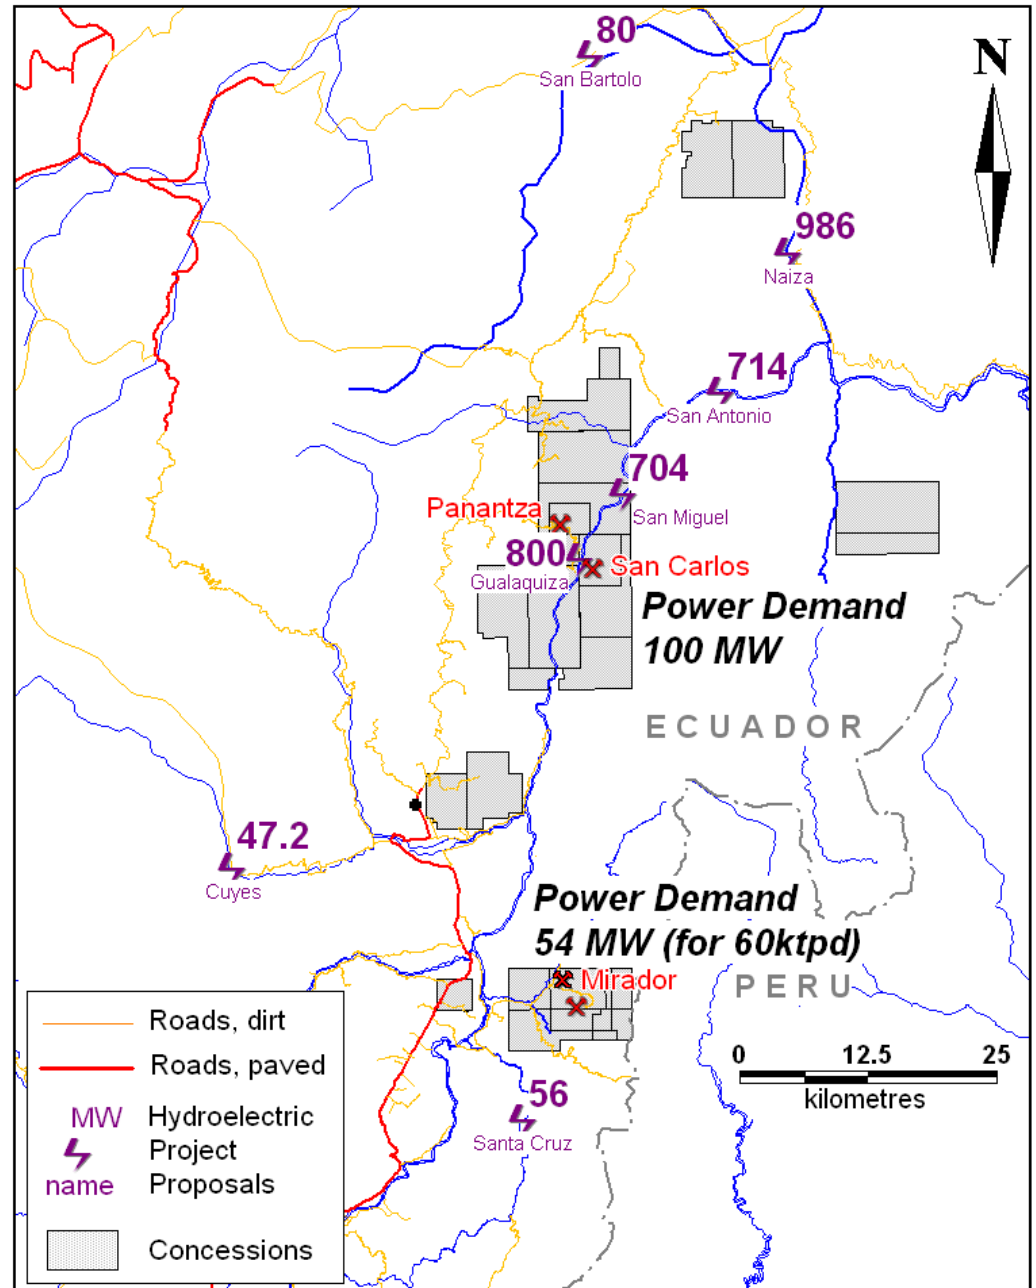 80
San Bartolo
N
986
Naiza
714
San Antonio
704
San Miguel
Panantza
800
Gualaquiza
San Carlos
Power Demand
100 MW
ECUADOR
47.2
Cuyes
Power Demand
54 MW (for 60ktpd)
Mirador
PERU
0 12.5 25
kilometres
56
Santa Cruz
Roads, dirt
Roads, paved
MW Hydroelectric
Project
name Proposals
Concessions